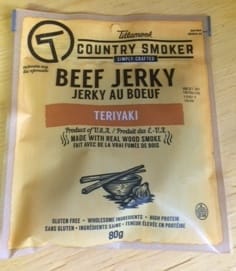 Tillamook
COUNTRY SMOKER
SIMPLY CRAFTED
BEEF JERKY
JERKY AU BOEUF
TERIYAKI
Product of U.S.A. / Produit des É.-U.A.
MADE WITH REAL WOOD SMOKE
FAIT AVEC DE LA VRAI FUMÉE DE BOIS
GLUTEN FREE • WHOLESOME INGREDIENTS • HIGH PROTEIN
SANS GLUTEN • INGRÉDIENTS SAINS • TENEUR ÉLEVÉE EN PROTÉINE
80g